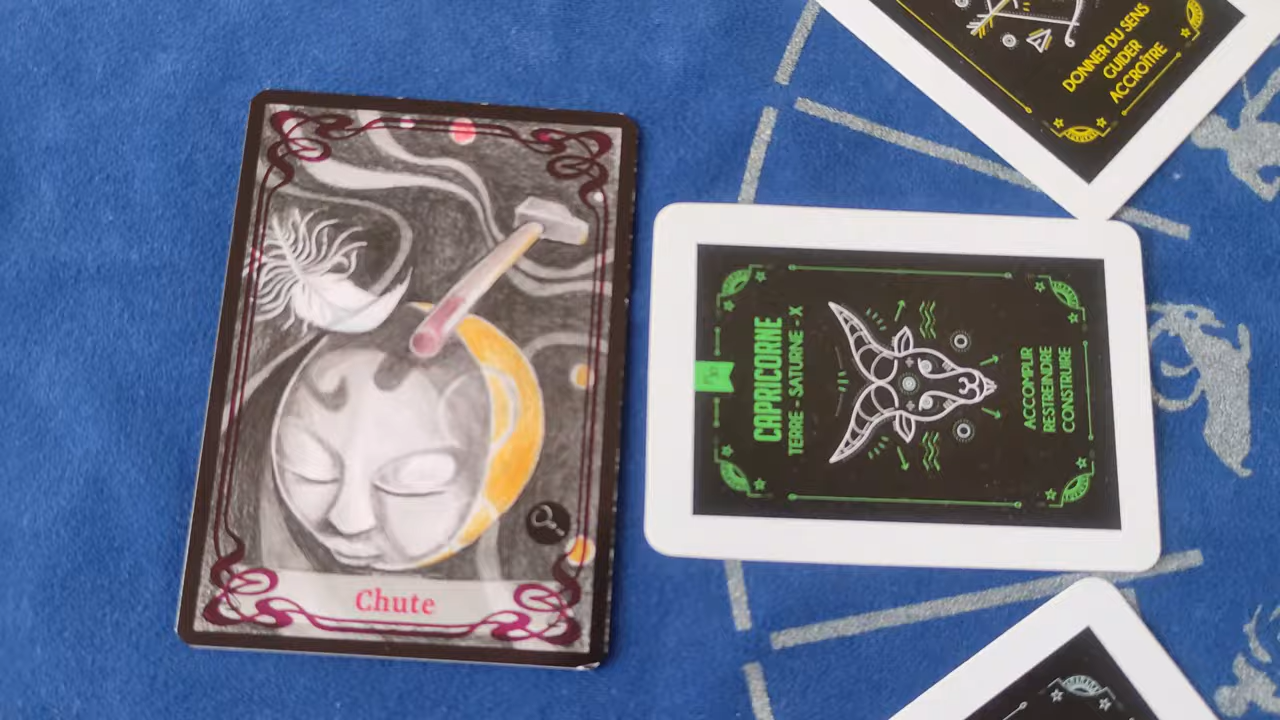 Chute
CAPRICORNE
TERRE - SATURNE - X
ACCOMPLIR
RESTREINDRE
CONSTRUIRE
DONNER DU SENS
GUIDER
ACCROÎTRE